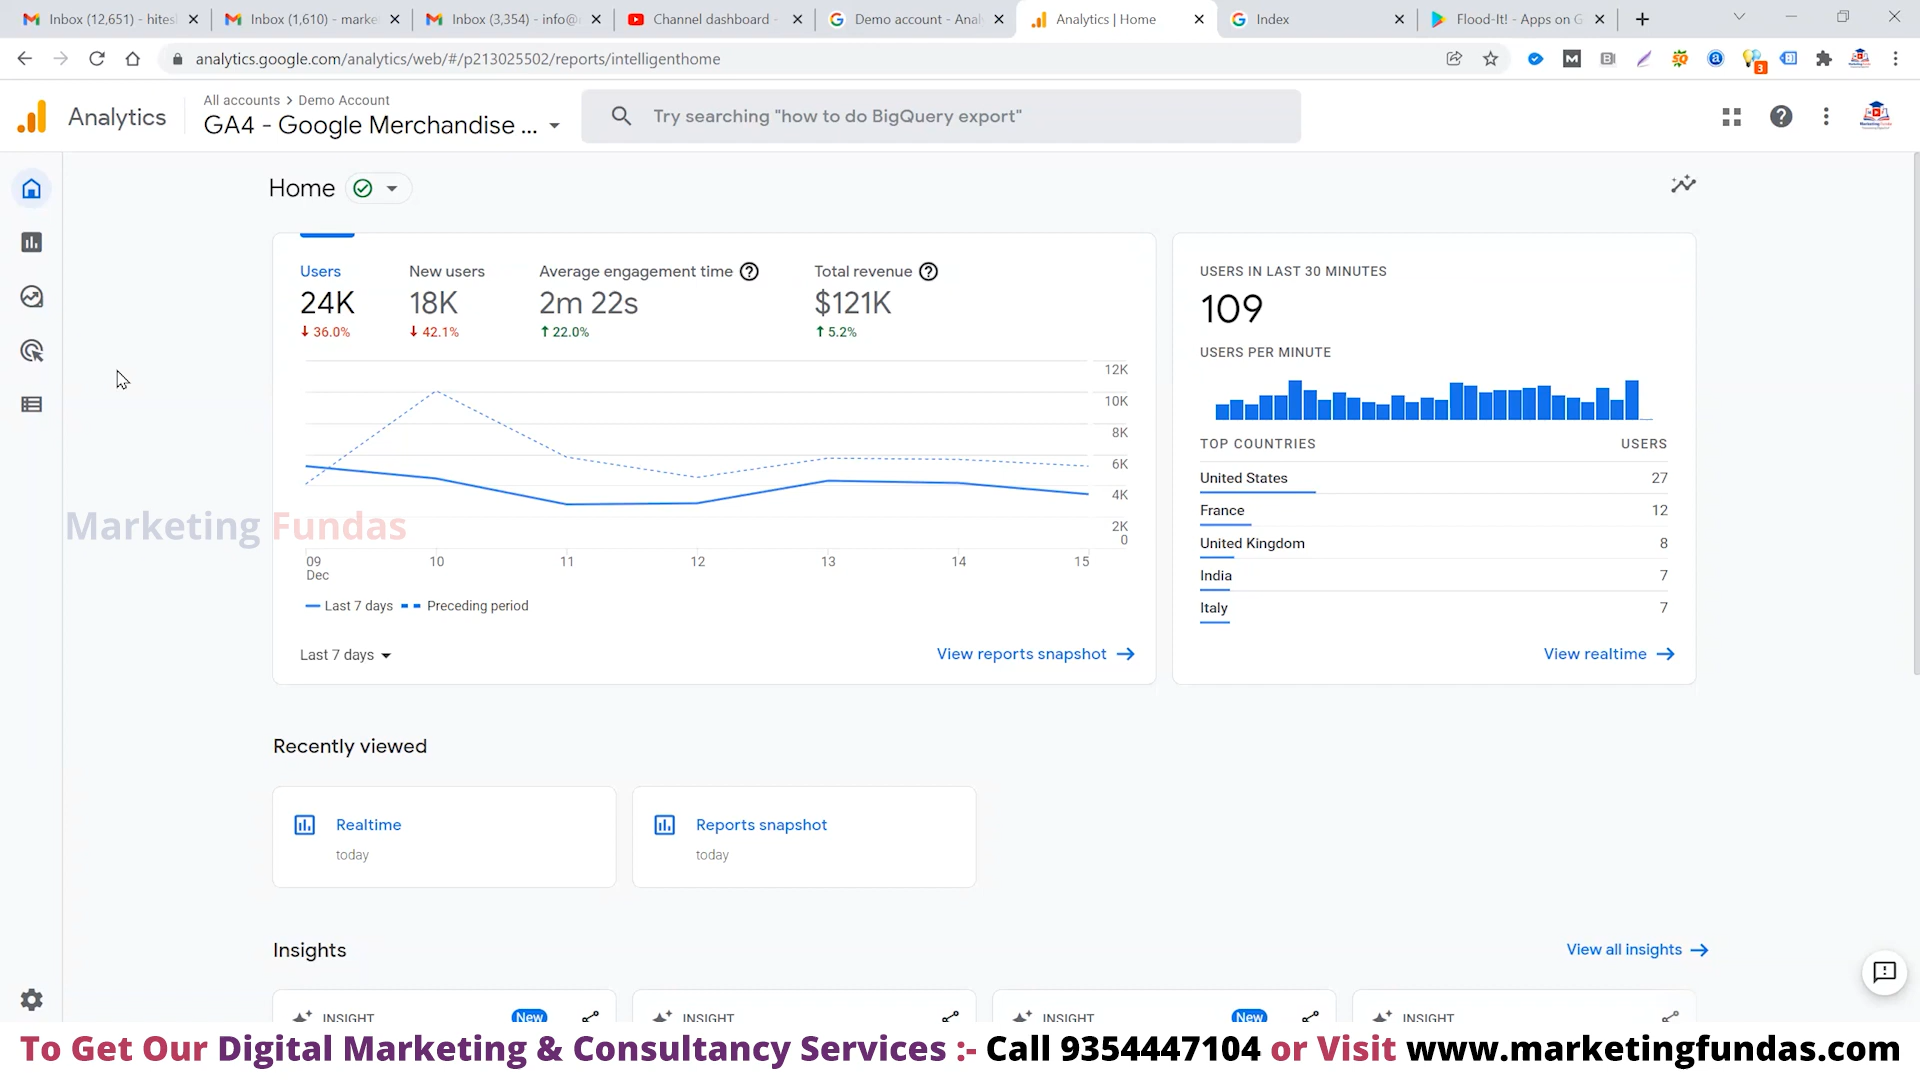 Inbox (12,651) - hitesh
Inbox (1,610) - marke
Inbox (3,354) - info@
Channel dashboard -
Demo account - Anal
Analytics | Home
Index
Flood-It! - Apps on G
analytics.google.com/analytics/web/#/p213025502/reports/intelligenthome
3
Analytics
All accounts > Demo Account
GA4 - Google Merchandise ...
Try searching "how to do BigQuery export"
Home
Users
24K
36.0%
New users
18K
42.1%
Average engagement time
2m 22s
22.0%
Total revenue
$121K
5.2%
12K
10K
8K
6K
4K
2K
0
09
Dec
10
11
12
13
14
15
Last 7 days
Preceding period
Last 7 days
View reports snapshot
USERS IN LAST 30 MINUTES
109
USERS PER MINUTE
TOP COUNTRIES USERS
United States 27
France 12
United Kingdom 8
India 7
Italy 7
View realtime
Marketing Fundas
Recently viewed
Realtime
today
Reports snapshot
today
Insights
View all insights
INSIGHT
New
INSIGHT
INSIGHT
New
INSIGHT
To Get Our Digital Marketing & Consultancy Services :- Call 9354447104 or Visit www.marketingfundas.com